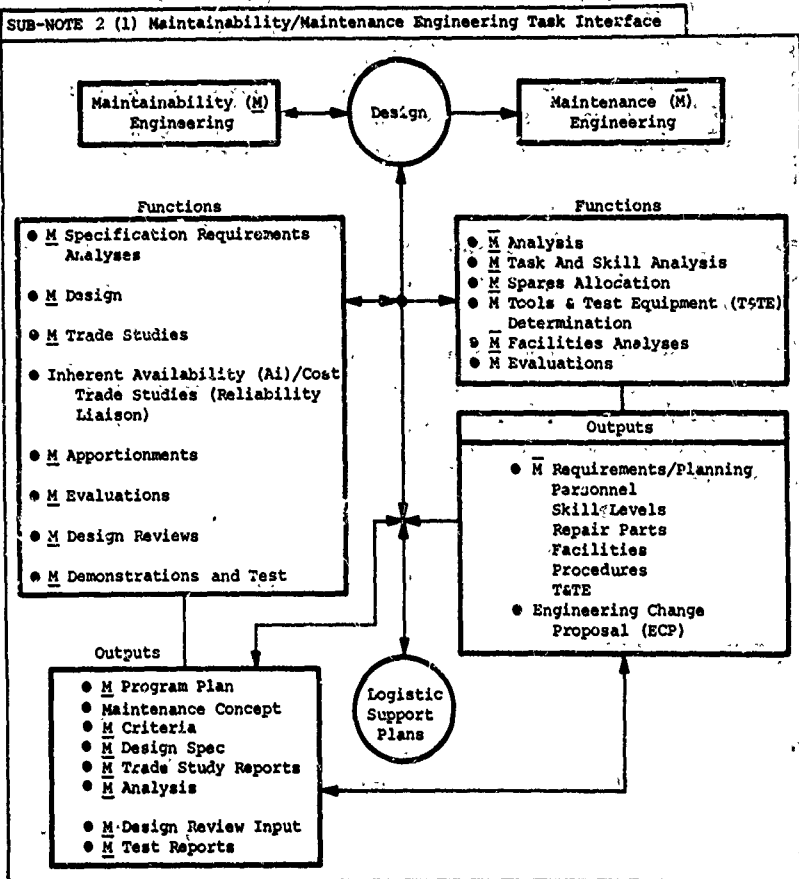 SUB-NOTE 2 (1) Maintainability/Maintenance Engineering Task Interface
Maintainability (M̲)
Engineering
Design
Maintenance (M̅)
Engineering
Functions
● M̲ Specification Requirements
Analyses
● M̲ Design
● M̲ Trade Studies
● Inherent Availability (Ai)/Cost
Trade Studies (Reliability
Liaison)
● M̲ Apportionments
● M̲ Evaluations
● M̲ Design Reviews
● M̲ Demonstrations and Test
Functions
● M̅ Analysis
● M̅ Task And Skill Analysis
● M̅ Spares Allocation
● M̅ Tools & Test Equipment (T&TE)
Determination
● M̅ Facilities Analyses
● M̅ Evaluations
Outputs
● M̅ Requirements/Planning
Personnel
Skill Levels
Repair Parts
Facilities
Procedures
T&TE
● Engineering Change
Proposal (ECP)
Outputs
● M̲ Program Plan
● Maintenance Concept
● M̲ Criteria
● M̲ Design Spec
● M̲ Trade Study Reports
● M̲ Analysis
● M̲ Design Review Input
● M̲ Test Reports
Logistic
Support
Plans